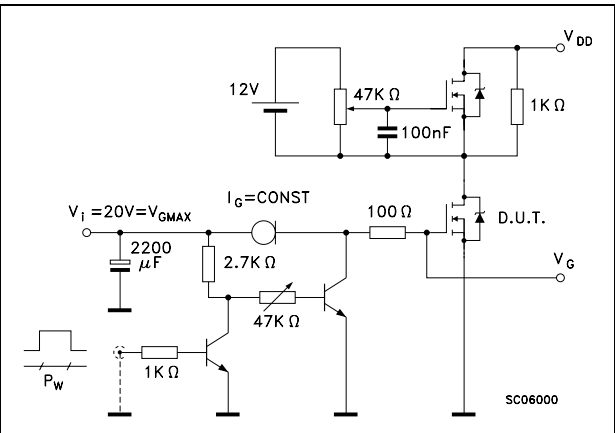 V_DD
12V
47K Ω
1K Ω
100nF
I_G=CONST
V_i =20V=V_GMAX
100 Ω
D.U.T.
2200
μF
2.7K Ω
V_G
47K Ω
1K Ω
P_W
SC06000